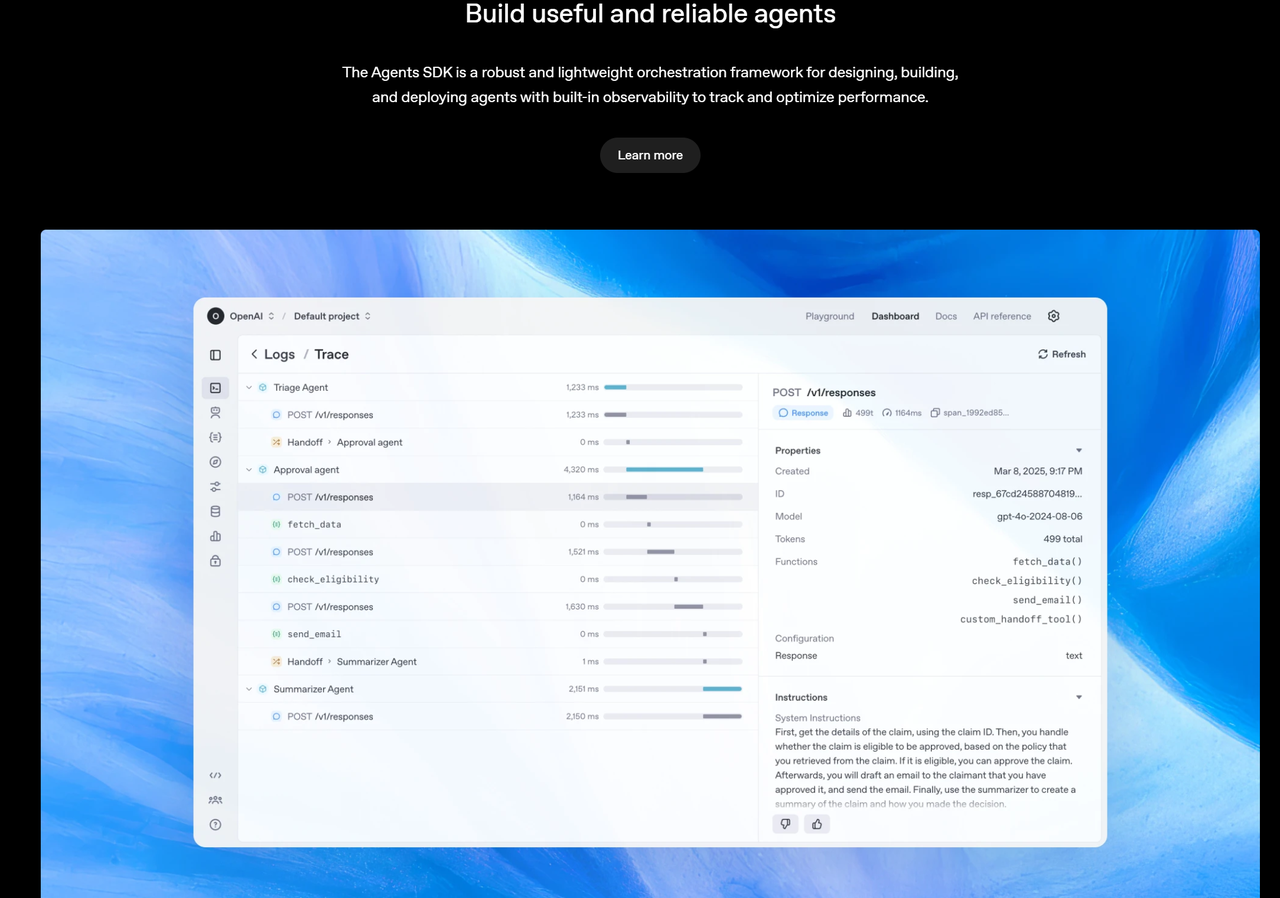 Build useful and reliable agents
The Agents SDK is a robust and lightweight orchestration framework for designing, building,
and deploying agents with built-in observability to track and optimize performance.
Learn more
O OpenAI / Default project
Playground Dashboard Docs API reference
Logs / Trace
Refresh
Triage Agent 1,233 ms
POST /v1/responses 1,233 ms
Handoff › Approval agent 0 ms
Approval agent 4,320 ms
POST /v1/responses 1,164 ms
fetch_data 0 ms
POST /v1/responses 1,521 ms
check_eligibility 0 ms
POST /v1/responses 1,630 ms
send_email 0 ms
Handoff › Summarizer Agent 1 ms
Summarizer Agent 2,151 ms
POST /v1/responses 2,150 ms
POST /v1/responses
Response 499t 1164ms span_1992ed85...
Properties
Created Mar 8, 2025, 9:17 PM
ID resp_67cd24588704819...
Model gpt-4o-2024-08-06
Tokens 499 total
Functions fetch_data()
check_eligibility()
send_email()
custom_handoff_tool()
Configuration
Response text
Instructions
System Instructions
First, get the details of the claim, using the claim ID. Then, you handle
whether the claim is eligible to be approved, based on the policy that
you retrieved from the claim. If it is eligible, you can approve the claim.
Afterwards, you will draft an email to the claimant that you have
approved it, and send the email. Finally, use the summarizer to create a
summary of the claim and how you made the decision.